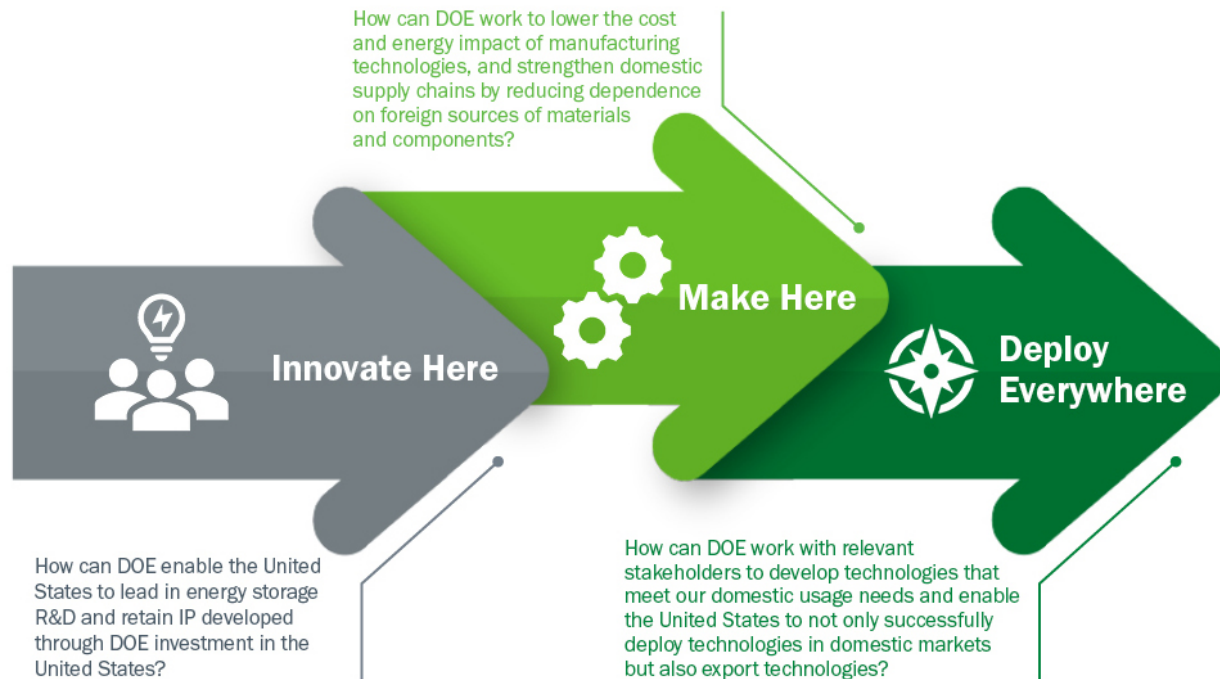 How can DOE work to lower the cost
and energy impact of manufacturing
technologies, and strengthen domestic
supply chains by reducing dependence
on foreign sources of materials
and components?
Innovate Here
Make Here
Deploy
Everywhere
How can DOE enable the United
States to lead in energy storage
R&D and retain IP developed
through DOE investment in the
United States?
How can DOE work with relevant
stakeholders to develop technologies that
meet our domestic usage needs and enable
the United States to not only successfully
deploy technologies in domestic markets
but also export technologies?